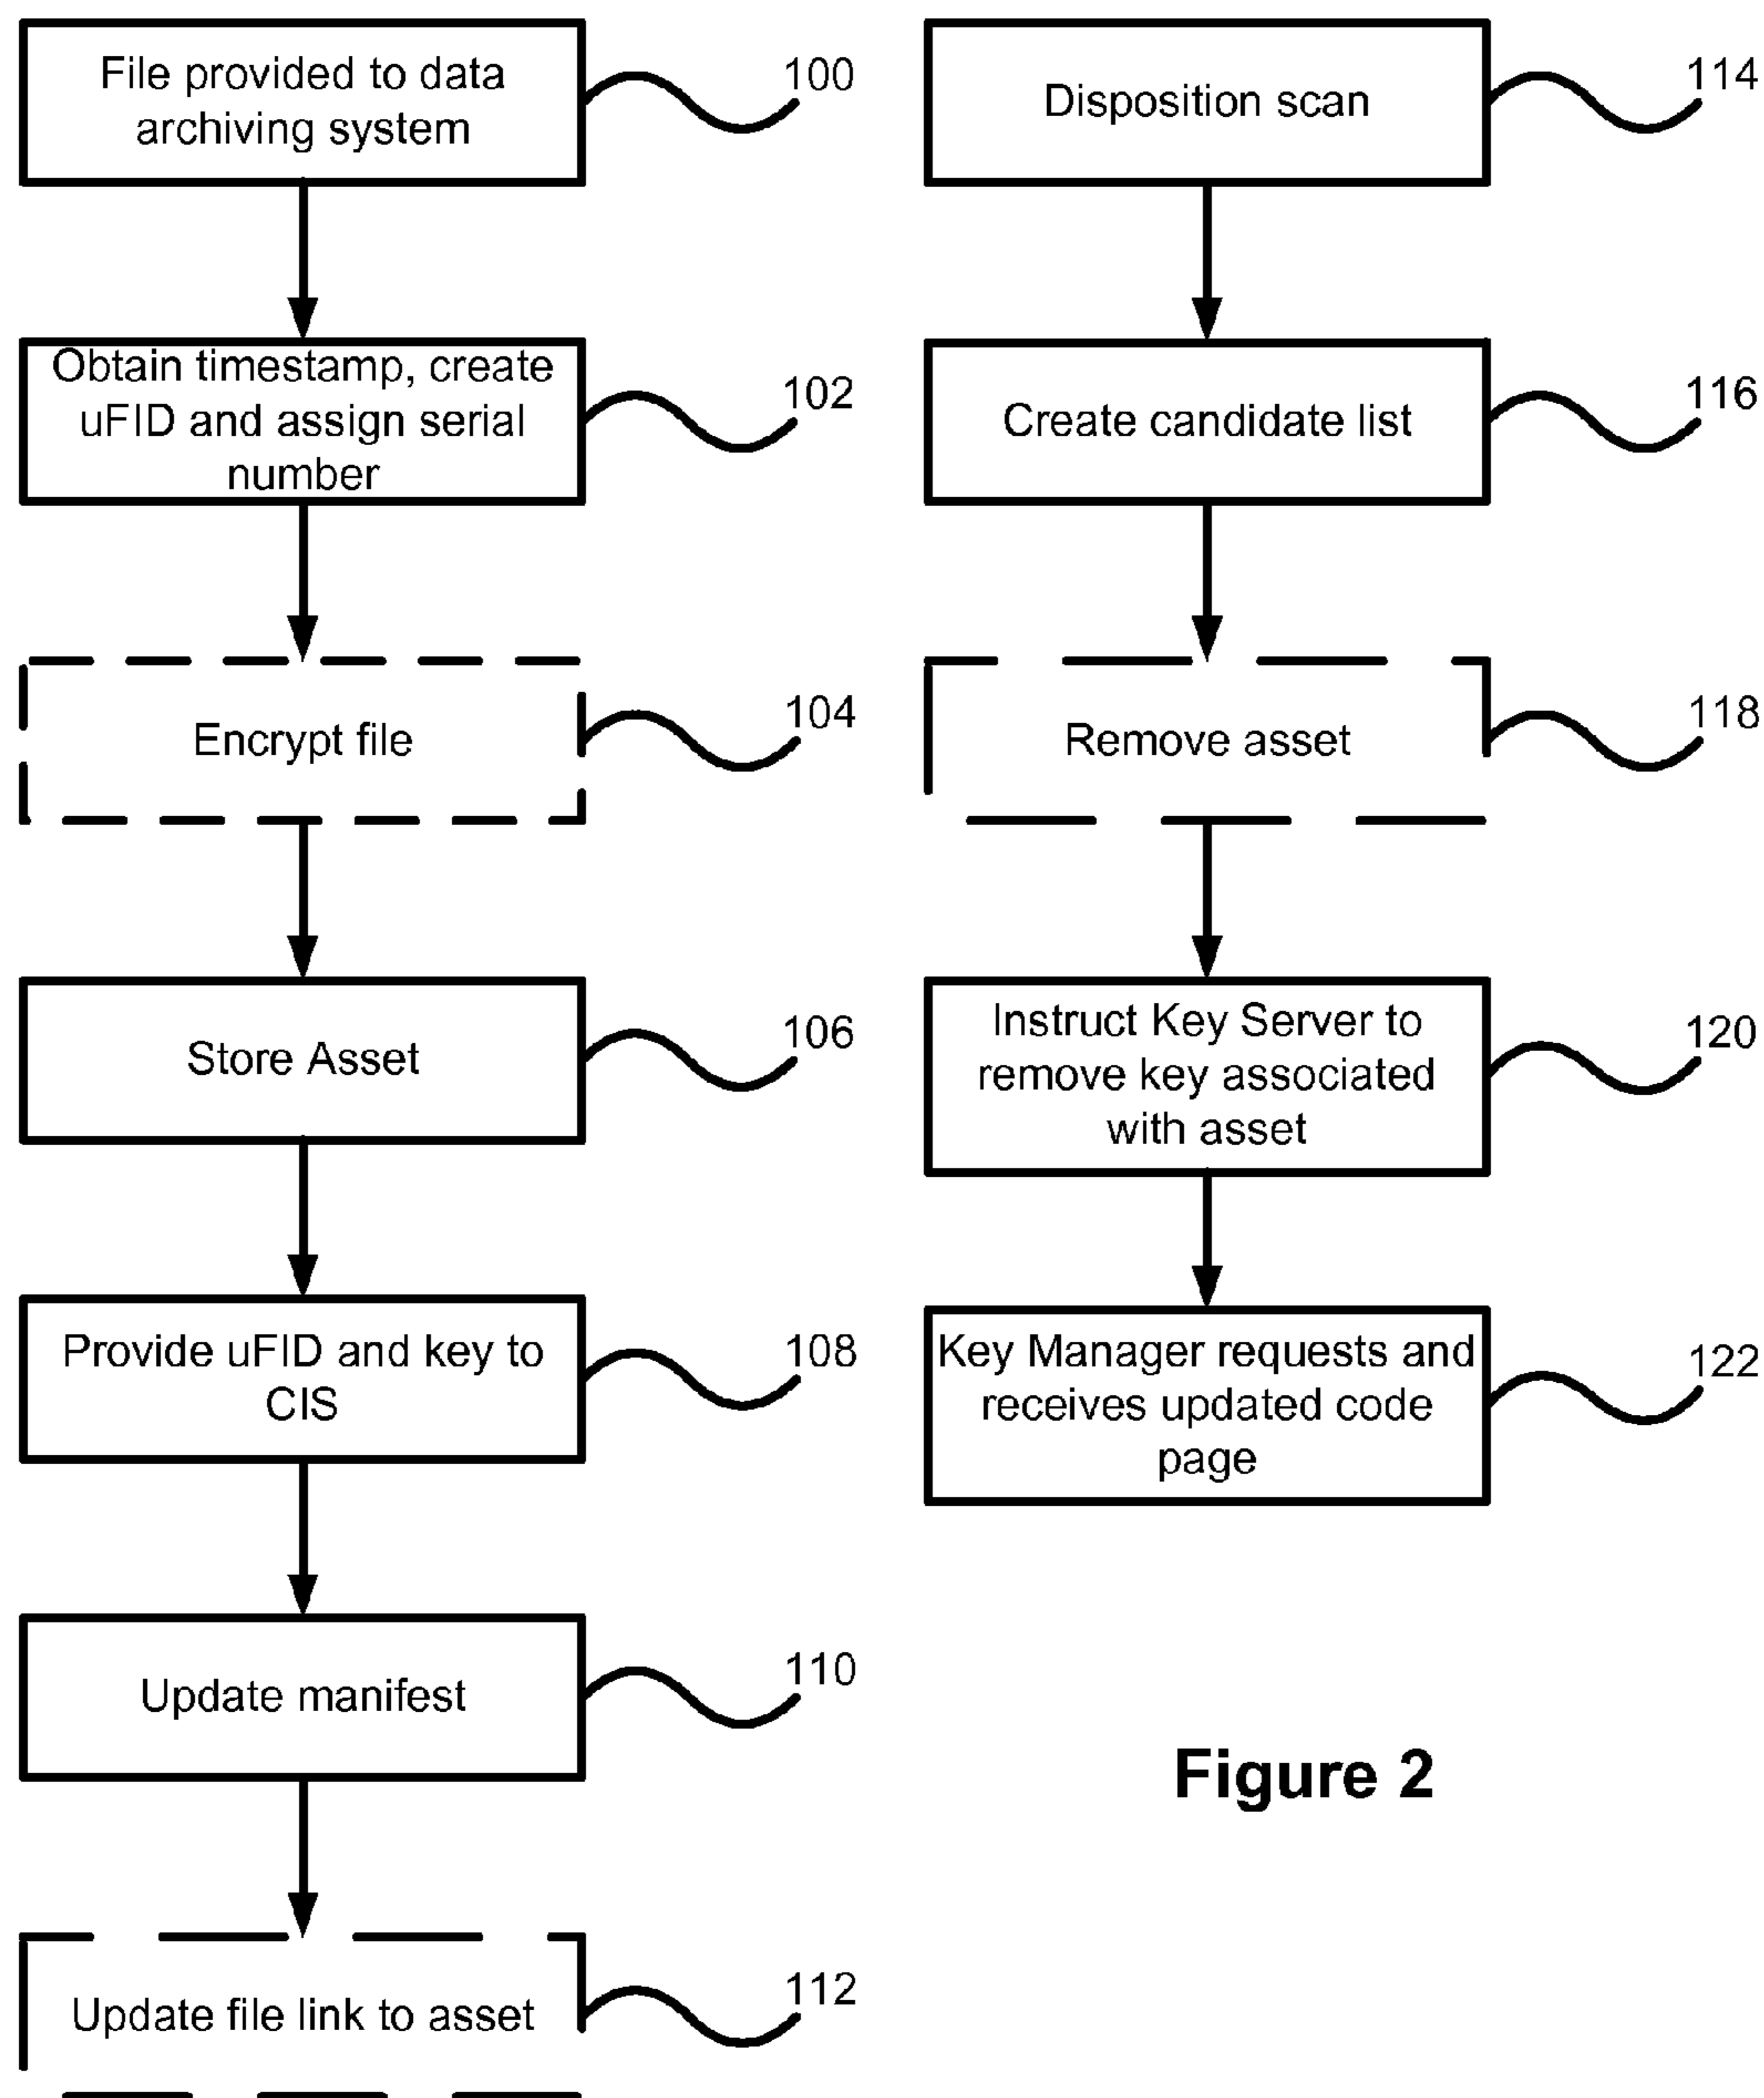 File provided to data
archiving system
100
Obtain timestamp, create
uFID and assign serial
number
102
Encrypt file
104
Store Asset
106
Provide uFID and key to
CIS
108
Update manifest
110
Update file link to asset
112
Disposition scan
114
Create candidate list
116
Remove asset
118
Instruct Key Server to
remove key associated
with asset
120
Key Manager requests and
receives updated code
page
122
Figure 2